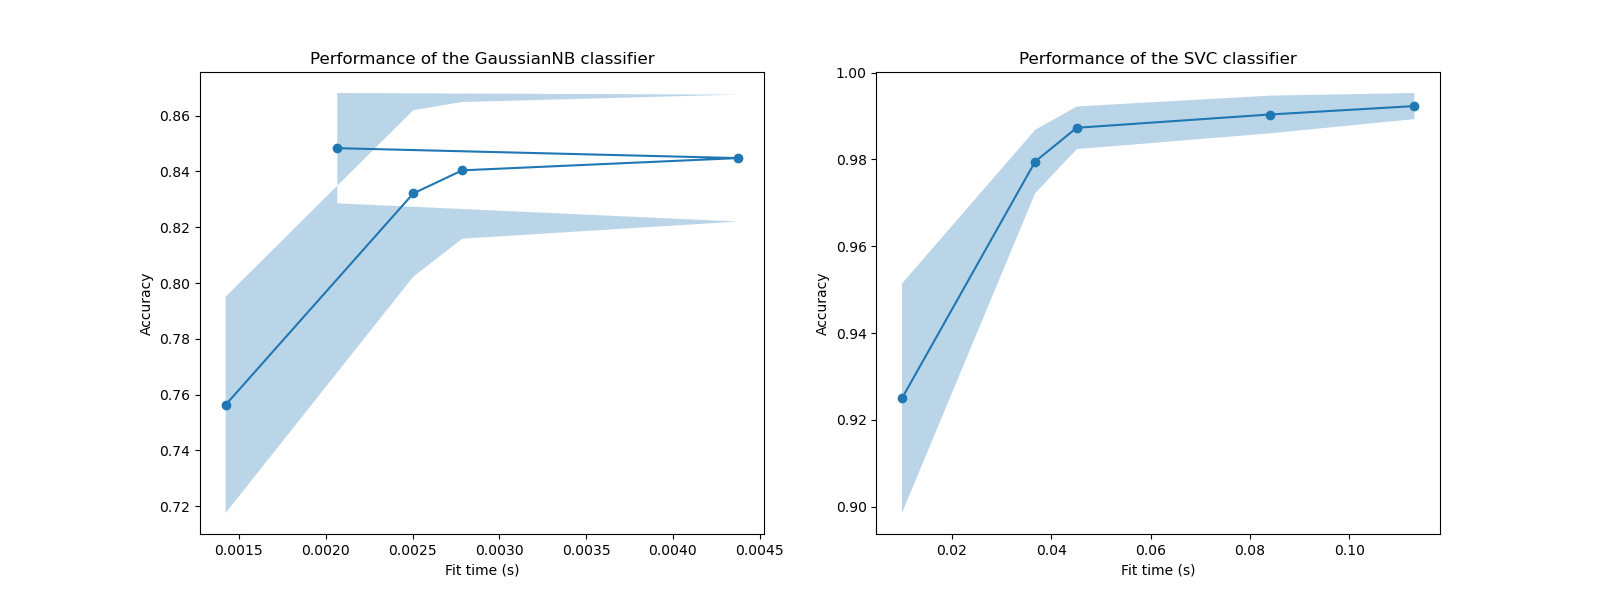 Performance of the GaussianNB classifier
0.86
0.84
0.82
0.80
0.78
0.76
0.74
0.72
Accuracy
0.0015 0.0020 0.0025 0.0030 0.0035 0.0040 0.0045
Fit time (s)
Performance of the SVC classifier
1.00
0.98
0.96
0.94
0.92
0.90
Accuracy
0.02 0.04 0.06 0.08 0.10
Fit time (s)